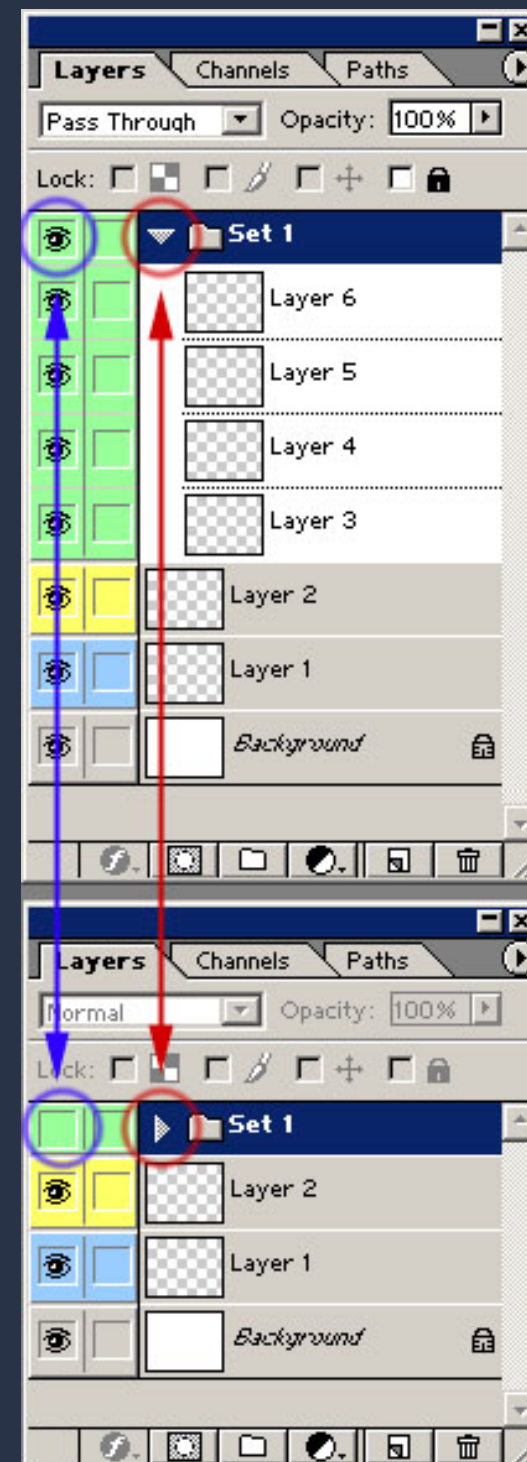 Layers Channels Paths
Pass Through Opacity: 100%
Lock:
Set 1
Layer 6
Layer 5
Layer 4
Layer 3
Layer 2
Layer 1
Background
Layers Channels Paths
Normal Opacity: 100%
Lock:
Set 1
Layer 2
Layer 1
Background